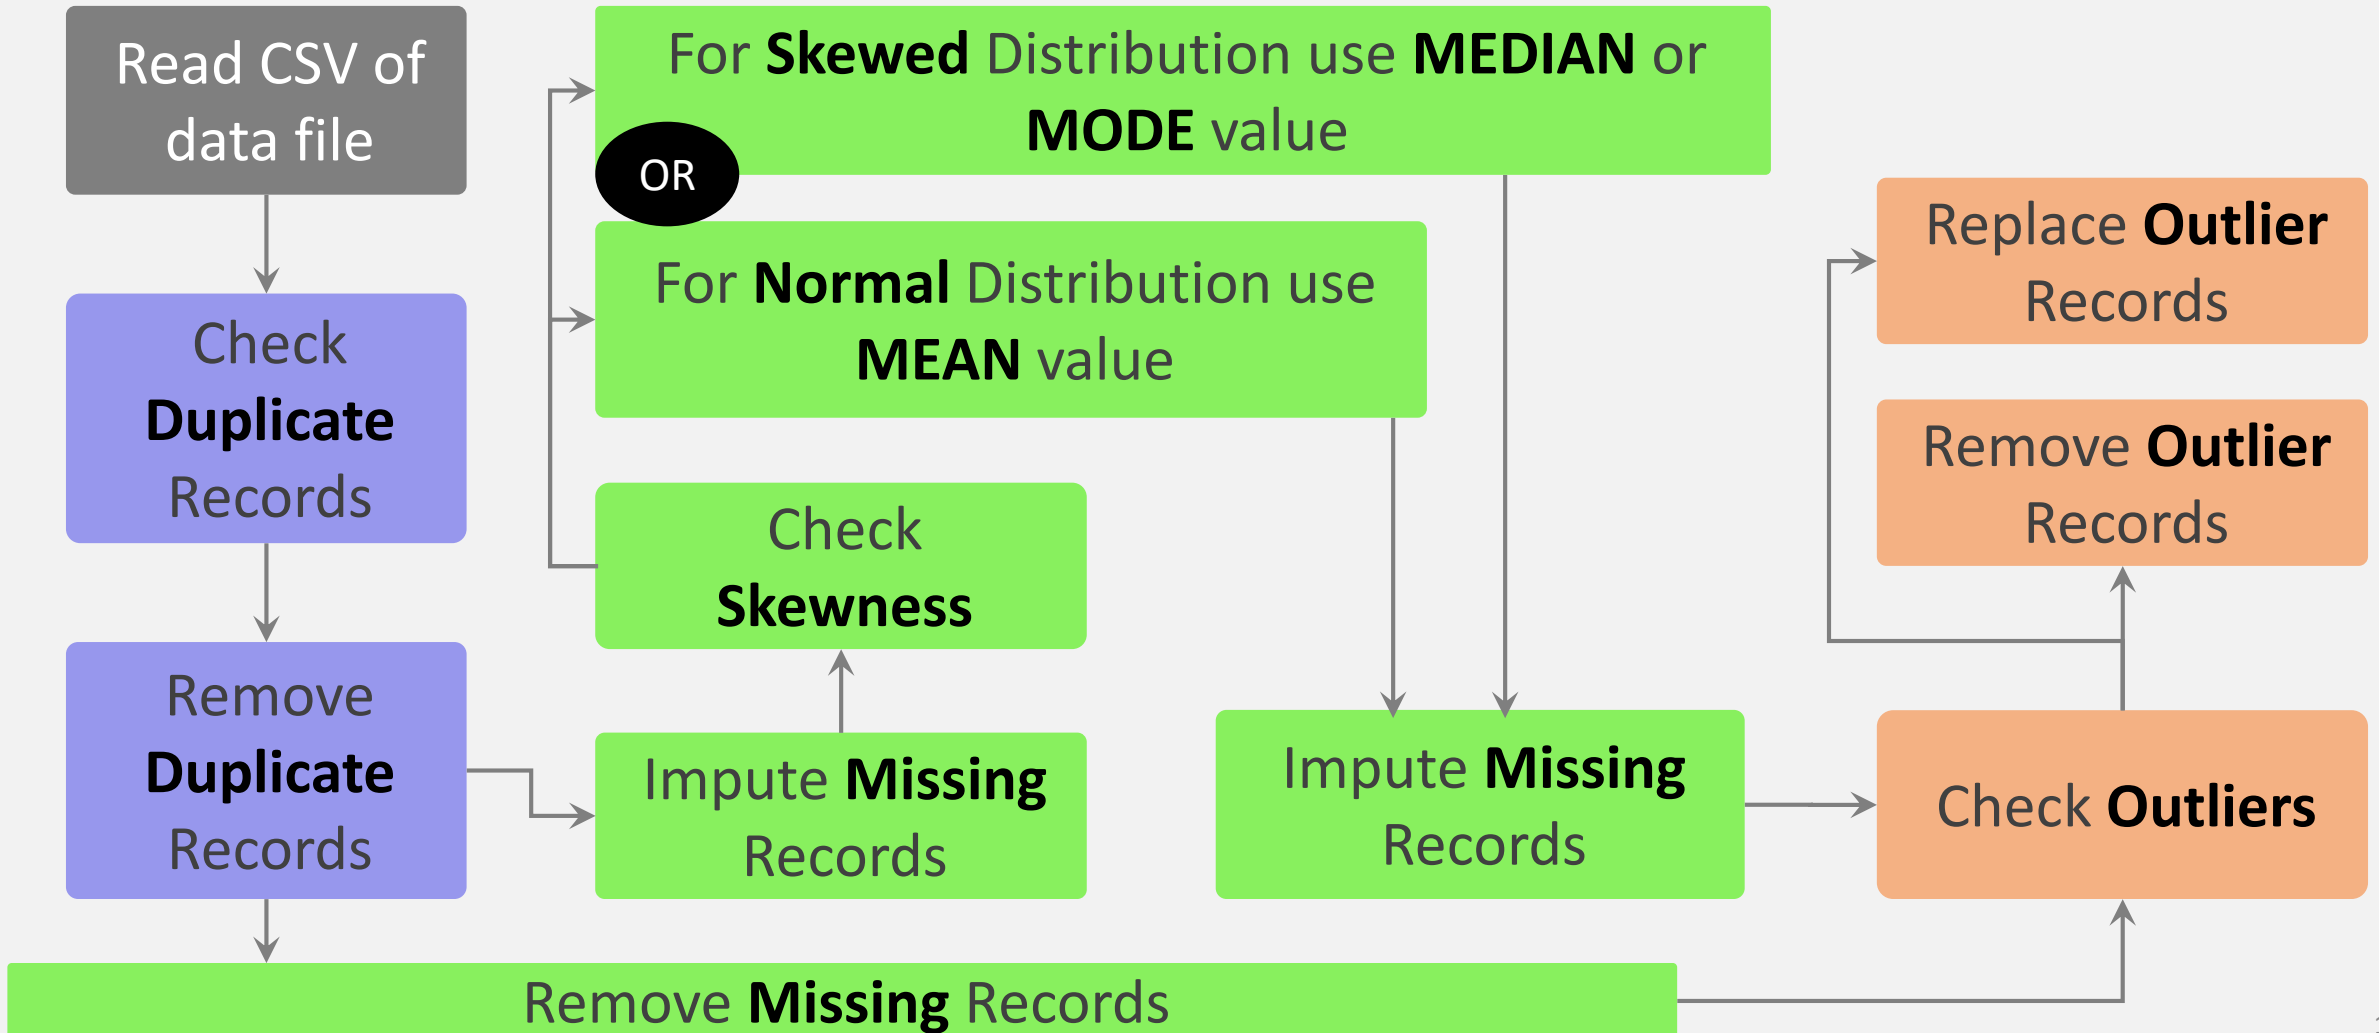 Read CSV of
data file
Check
Duplicate
Records
Remove
Duplicate
Records
For Skewed Distribution use MEDIAN or
MODE value
OR
For Normal Distribution use
MEAN value
Check
Skewness
Impute Missing
Records
Impute Missing
Records
Replace Outlier
Records
Remove Outlier
Records
Check Outliers
Remove Missing Records